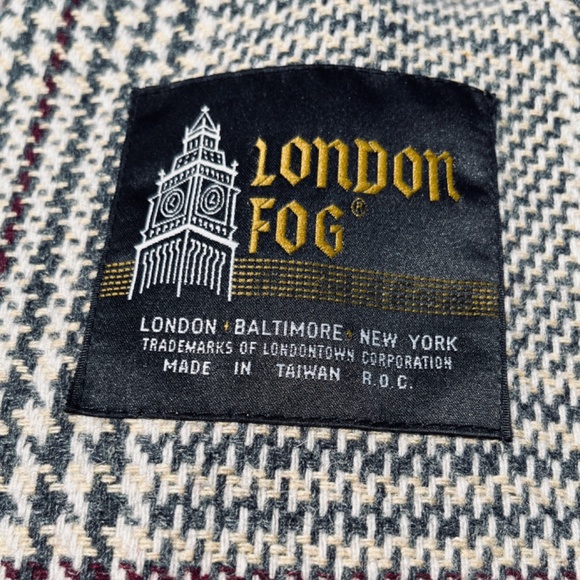 LONDON
FOG®
LONDON • BALTIMORE • NEW YORK
TRADEMARKS OF LONDONTOWN CORPORATION
MADE IN TAIWAN R.O.C.